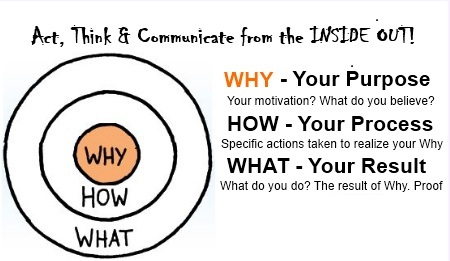 Act, Think & Communicate from the INSIDE OUT!
WHY - Your Purpose
Your motivation? What do you believe?
HOW - Your Process
Specific actions taken to realize your Why
WHAT - Your Result
What do you do? The result of Why. Proof
WHY
HOW
WHAT